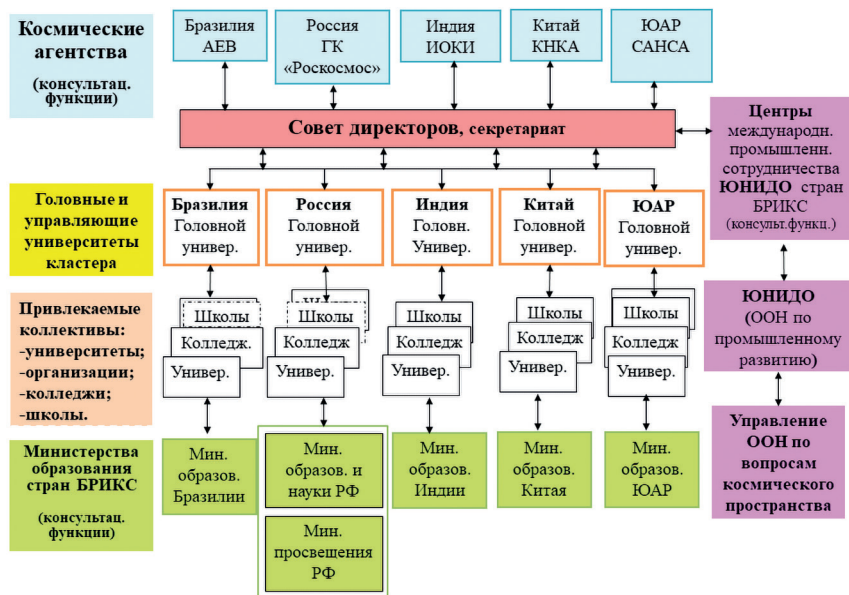 Космические
агентства
(консультац.
функции)
Бразилия
АЕВ
Россия
ГК
«Роскосмос»
Индия
ИОКИ
Китай
КНКА
ЮАР
САНСА
Совет директоров, секретариат
Центры
международн.
промышленн.
сотрудничества
ЮНИДО стран
БРИКС
(консульт.функц.)
Головные и
управляющие
университеты
кластера
Бразилия
Головной
универ.
Россия
Головной
универ.
Индия
Головн.
Универ.
Китай
Головной
универ.
ЮАР
Головной
универ.
ЮНИДО
(ООН по
промышленному
развитию)
Привлекаемые
коллективы:
-университеты;
-организации;
-колледжи;
-школы.
Школы
Колледж.
Универ.
Школы
Колледж
Универ.
Школы
Колледж
Универ.
Школы
Колледж
Универ.
Школы
Колледж
Универ.
Управление
ООН по
вопросам
космического
пространства
Министерства
образования
стран БРИКС
(консультац.
функции)
Мин.
образов.
Бразилии
Мин.
образов. и
науки РФ
Мин.
просвешения
РФ
Мин.
образов.
Индии
Мин.
образов.
Китая
Мин.
образов.
ЮАР